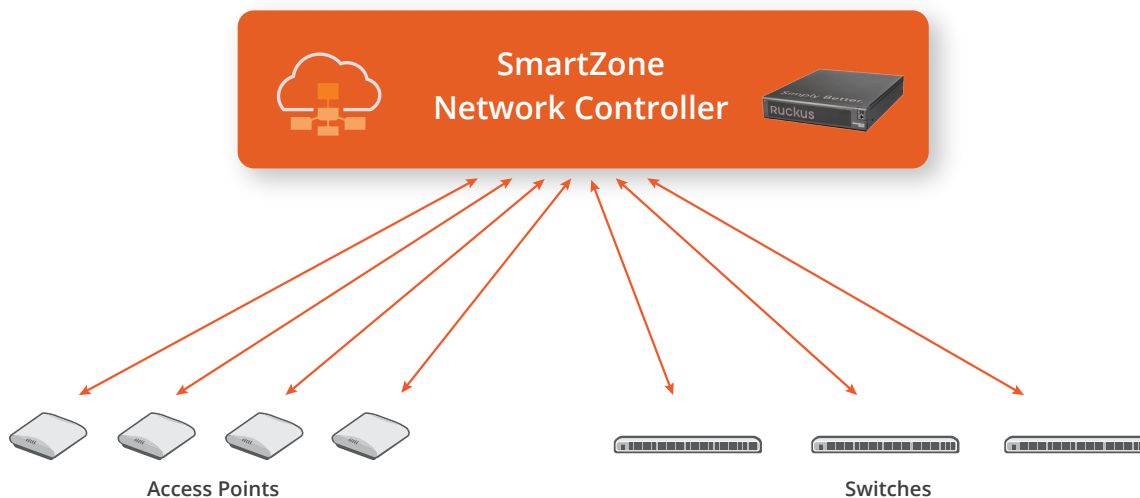 SmartZone
Network Controller
Simply Better.
RUCKUS
Access Points
Switches